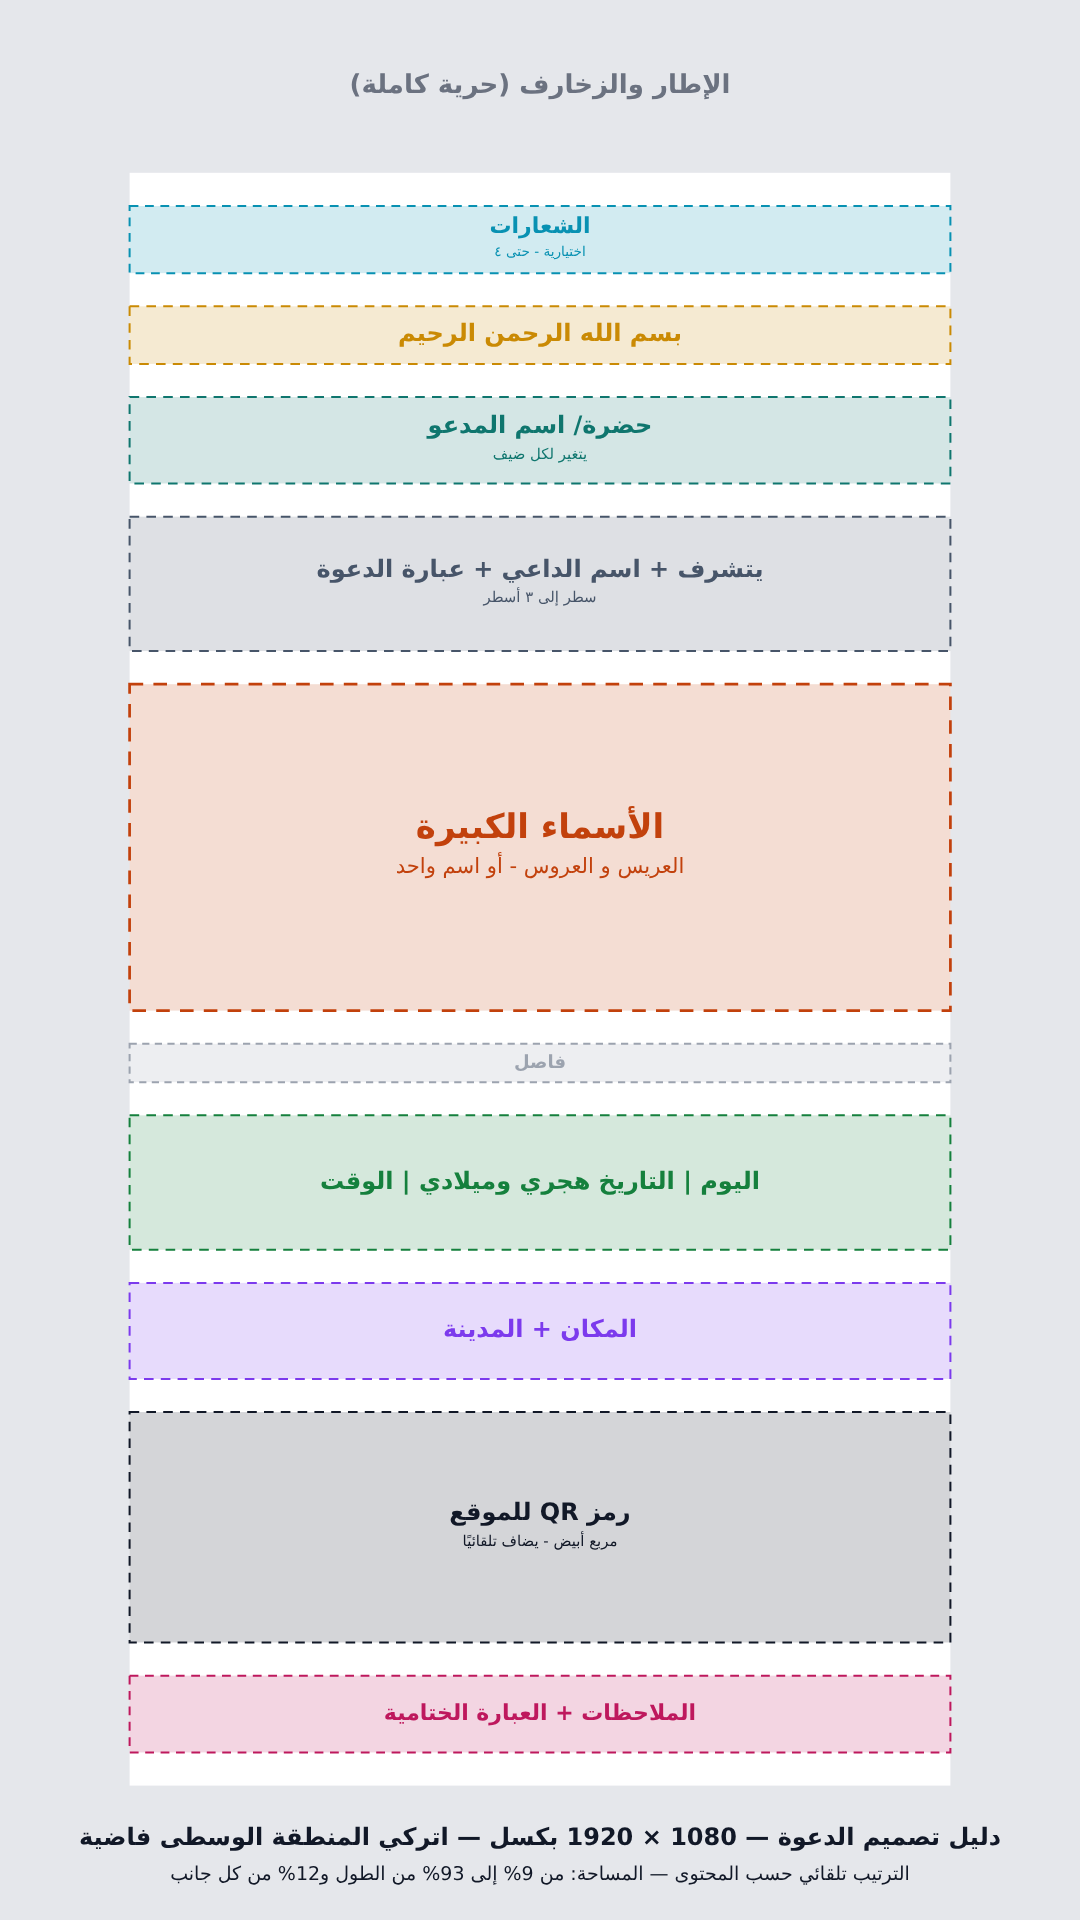 الإطار والزخارف (حرية كاملة)
الشعارات
اختيارية - حتى ٤
بسم الله الرحمن الرحيم
حضرة/ اسم المدعو
يتغير لكل ضيف
يتشرف + اسم الداعي + عبارة الدعوة
سطر إلى ٣ أسطر
الأسماء الكبيرة
العريس و العروس - أو اسم واحد
فاصل
اليوم | التاريخ هجري وميلادي | الوقت
المكان + المدينة
رمز QR للموقع
مربع أبيض - يضاف تلقائيًا
الملاحظات + العبارة الختامية
دليل تصميم الدعوة — 1080 × 1920 بكسل — اتركي المنطقة الوسطى فاضية
الترتيب تلقائي حسب المحتوى — المساحة: من 9% إلى 93% من الطول و12% من كل جانب